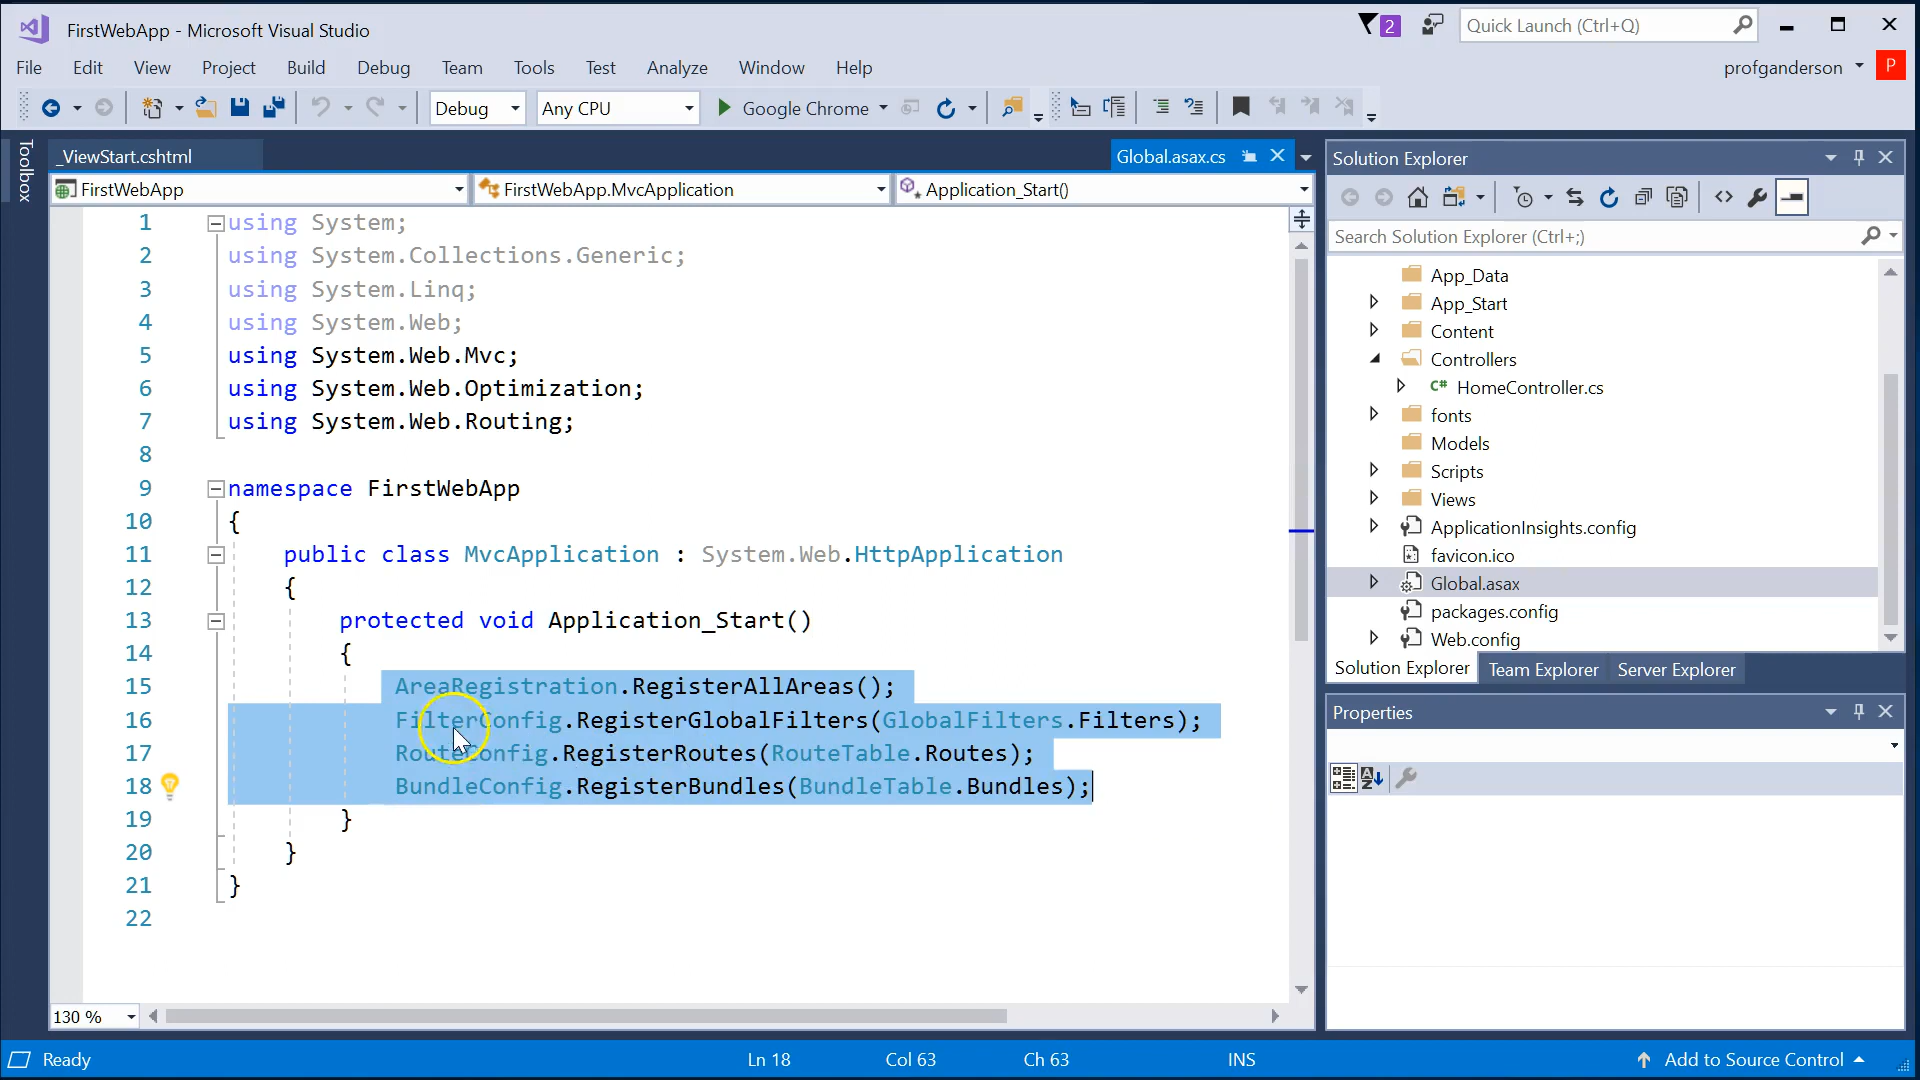 FirstWebApp - Microsoft Visual Studio
2
Quick Launch (Ctrl+Q)
File Edit View Project Build Debug Team Tools Test Analyze Window Help
profganderson
P
Debug
Any CPU
Google Chrome
Toolbox
_ViewStart.cshtml
Global.asax.cs
FirstWebApp
FirstWebApp.MvcApplication
Application_Start()
1 using System;
2 using System.Collections.Generic;
3 using System.Linq;
4 using System.Web;
5 using System.Web.Mvc;
6 using System.Web.Optimization;
7 using System.Web.Routing;
8
9 namespace FirstWebApp
10 {
11 public class MvcApplication : System.Web.HttpApplication
12 {
13 protected void Application_Start()
14 {
15 AreaRegistration.RegisterAllAreas();
16 FilterConfig.RegisterGlobalFilters(GlobalFilters.Filters);
17 RouteConfig.RegisterRoutes(RouteTable.Routes);
18 BundleConfig.RegisterBundles(BundleTable.Bundles);
19 }
20 }
21 }
22
130 %
Solution Explorer
Search Solution Explorer (Ctrl+;)
App_Data
App_Start
Content
Controllers
C# HomeController.cs
fonts
Models
Scripts
Views
ApplicationInsights.config
favicon.ico
Global.asax
packages.config
Web.config
Solution Explorer Team Explorer Server Explorer
Properties
Ready
Ln 18
Col 63
Ch 63
INS
Add to Source Control